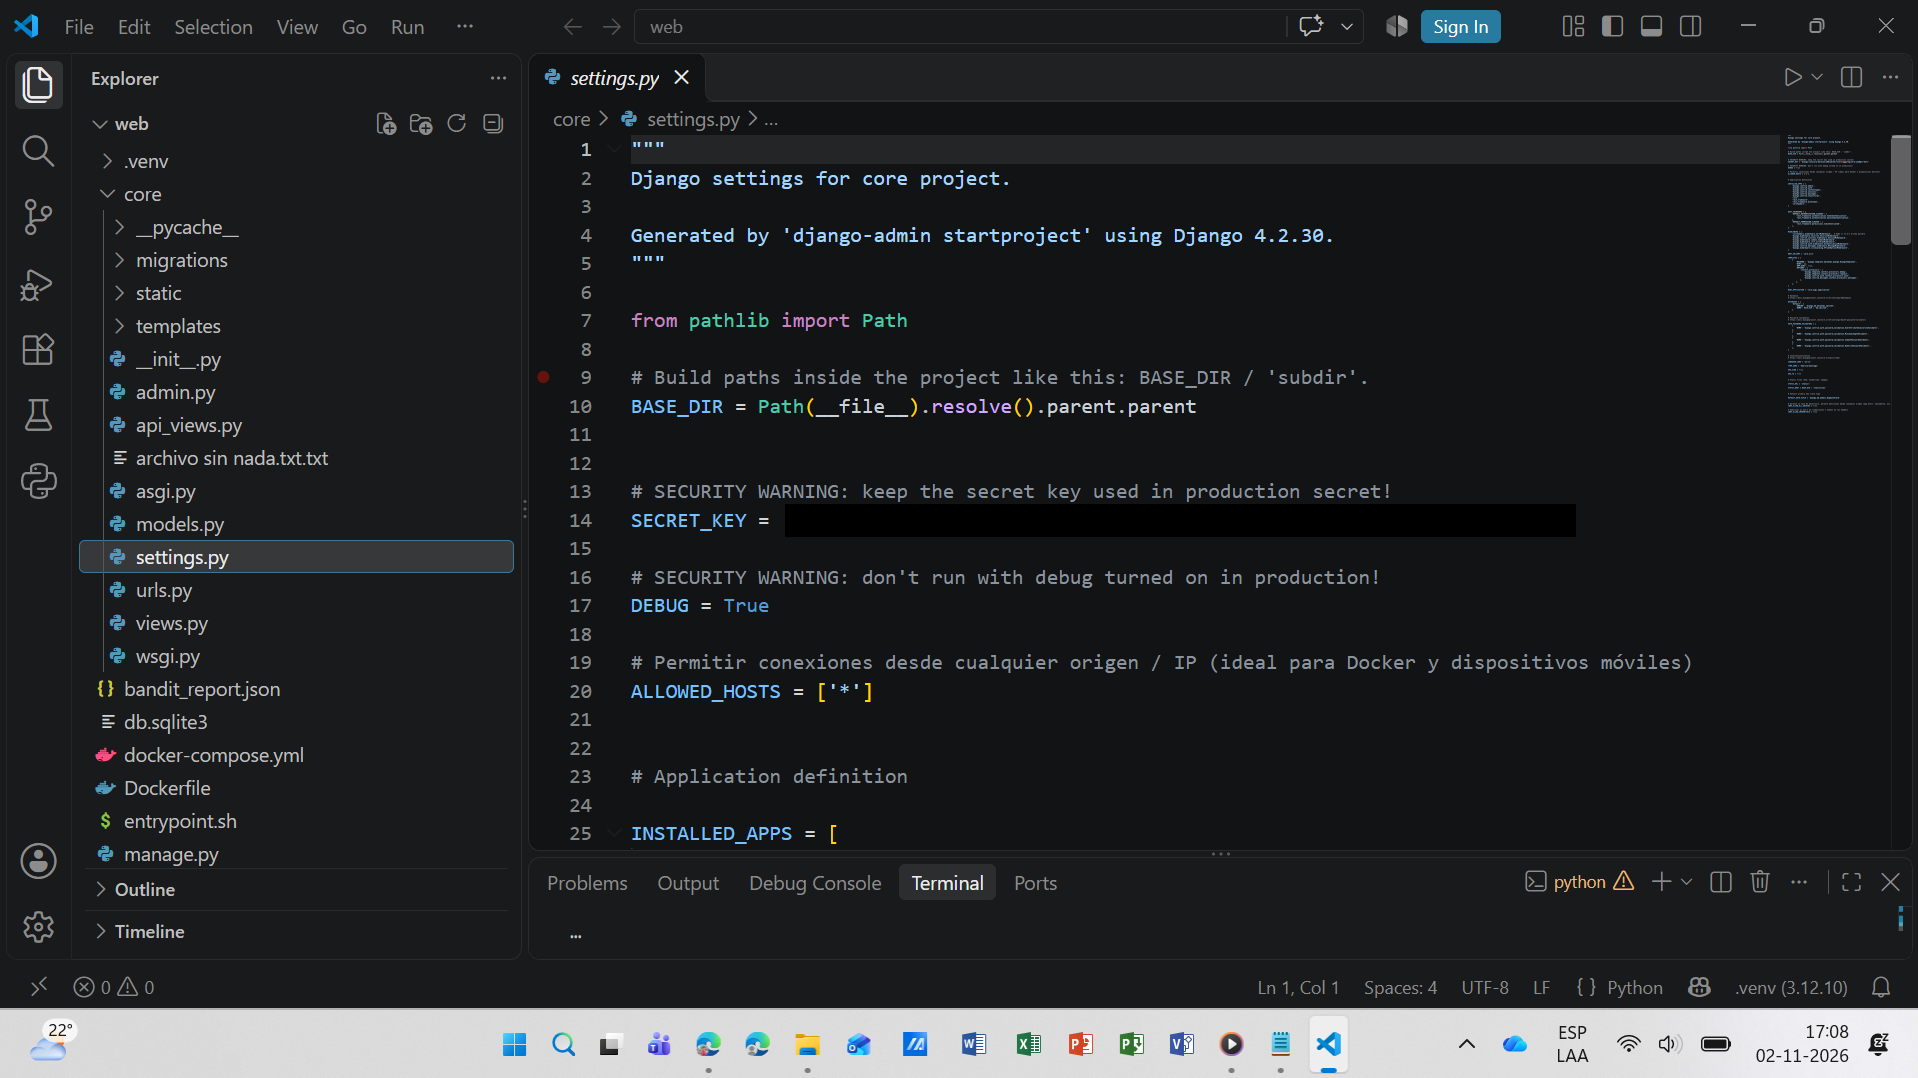 File Edit Selection View Go Run ···
web
Sign In
Explorer
web
.venv
core
__pycache__
migrations
static
templates
__init__.py
admin.py
api_views.py
archivo sin nada.txt.txt
asgi.py
models.py
settings.py
urls.py
views.py
wsgi.py
bandit_report.json
db.sqlite3
docker-compose.yml
Dockerfile
entrypoint.sh
manage.py
Outline
Timeline
settings.py
core > settings.py > ...
1 """
2 Django settings for core project.
3
4 Generated by 'django-admin startproject' using Django 4.2.30.
5 """
6
7 from pathlib import Path
8
9 # Build paths inside the project like this: BASE_DIR / 'subdir'.
10 BASE_DIR = Path(__file__).resolve().parent.parent
11
12
13 # SECURITY WARNING: keep the secret key used in production secret!
14 SECRET_KEY =
15
16 # SECURITY WARNING: don't run with debug turned on in production!
17 DEBUG = True
18
19 # Permitir conexiones desde cualquier origen / IP (ideal para Docker y dispositivos móviles)
20 ALLOWED_HOSTS = ['*']
21
22
23 # Application definition
24
25 INSTALLED_APPS = [
Problems Output Debug Console Terminal Ports
python
...
0 0
Ln 1, Col 1 Spaces: 4 UTF-8 LF { } Python .venv (3.12.10)
22°
ESP
LAA
17:08
02-11-2026